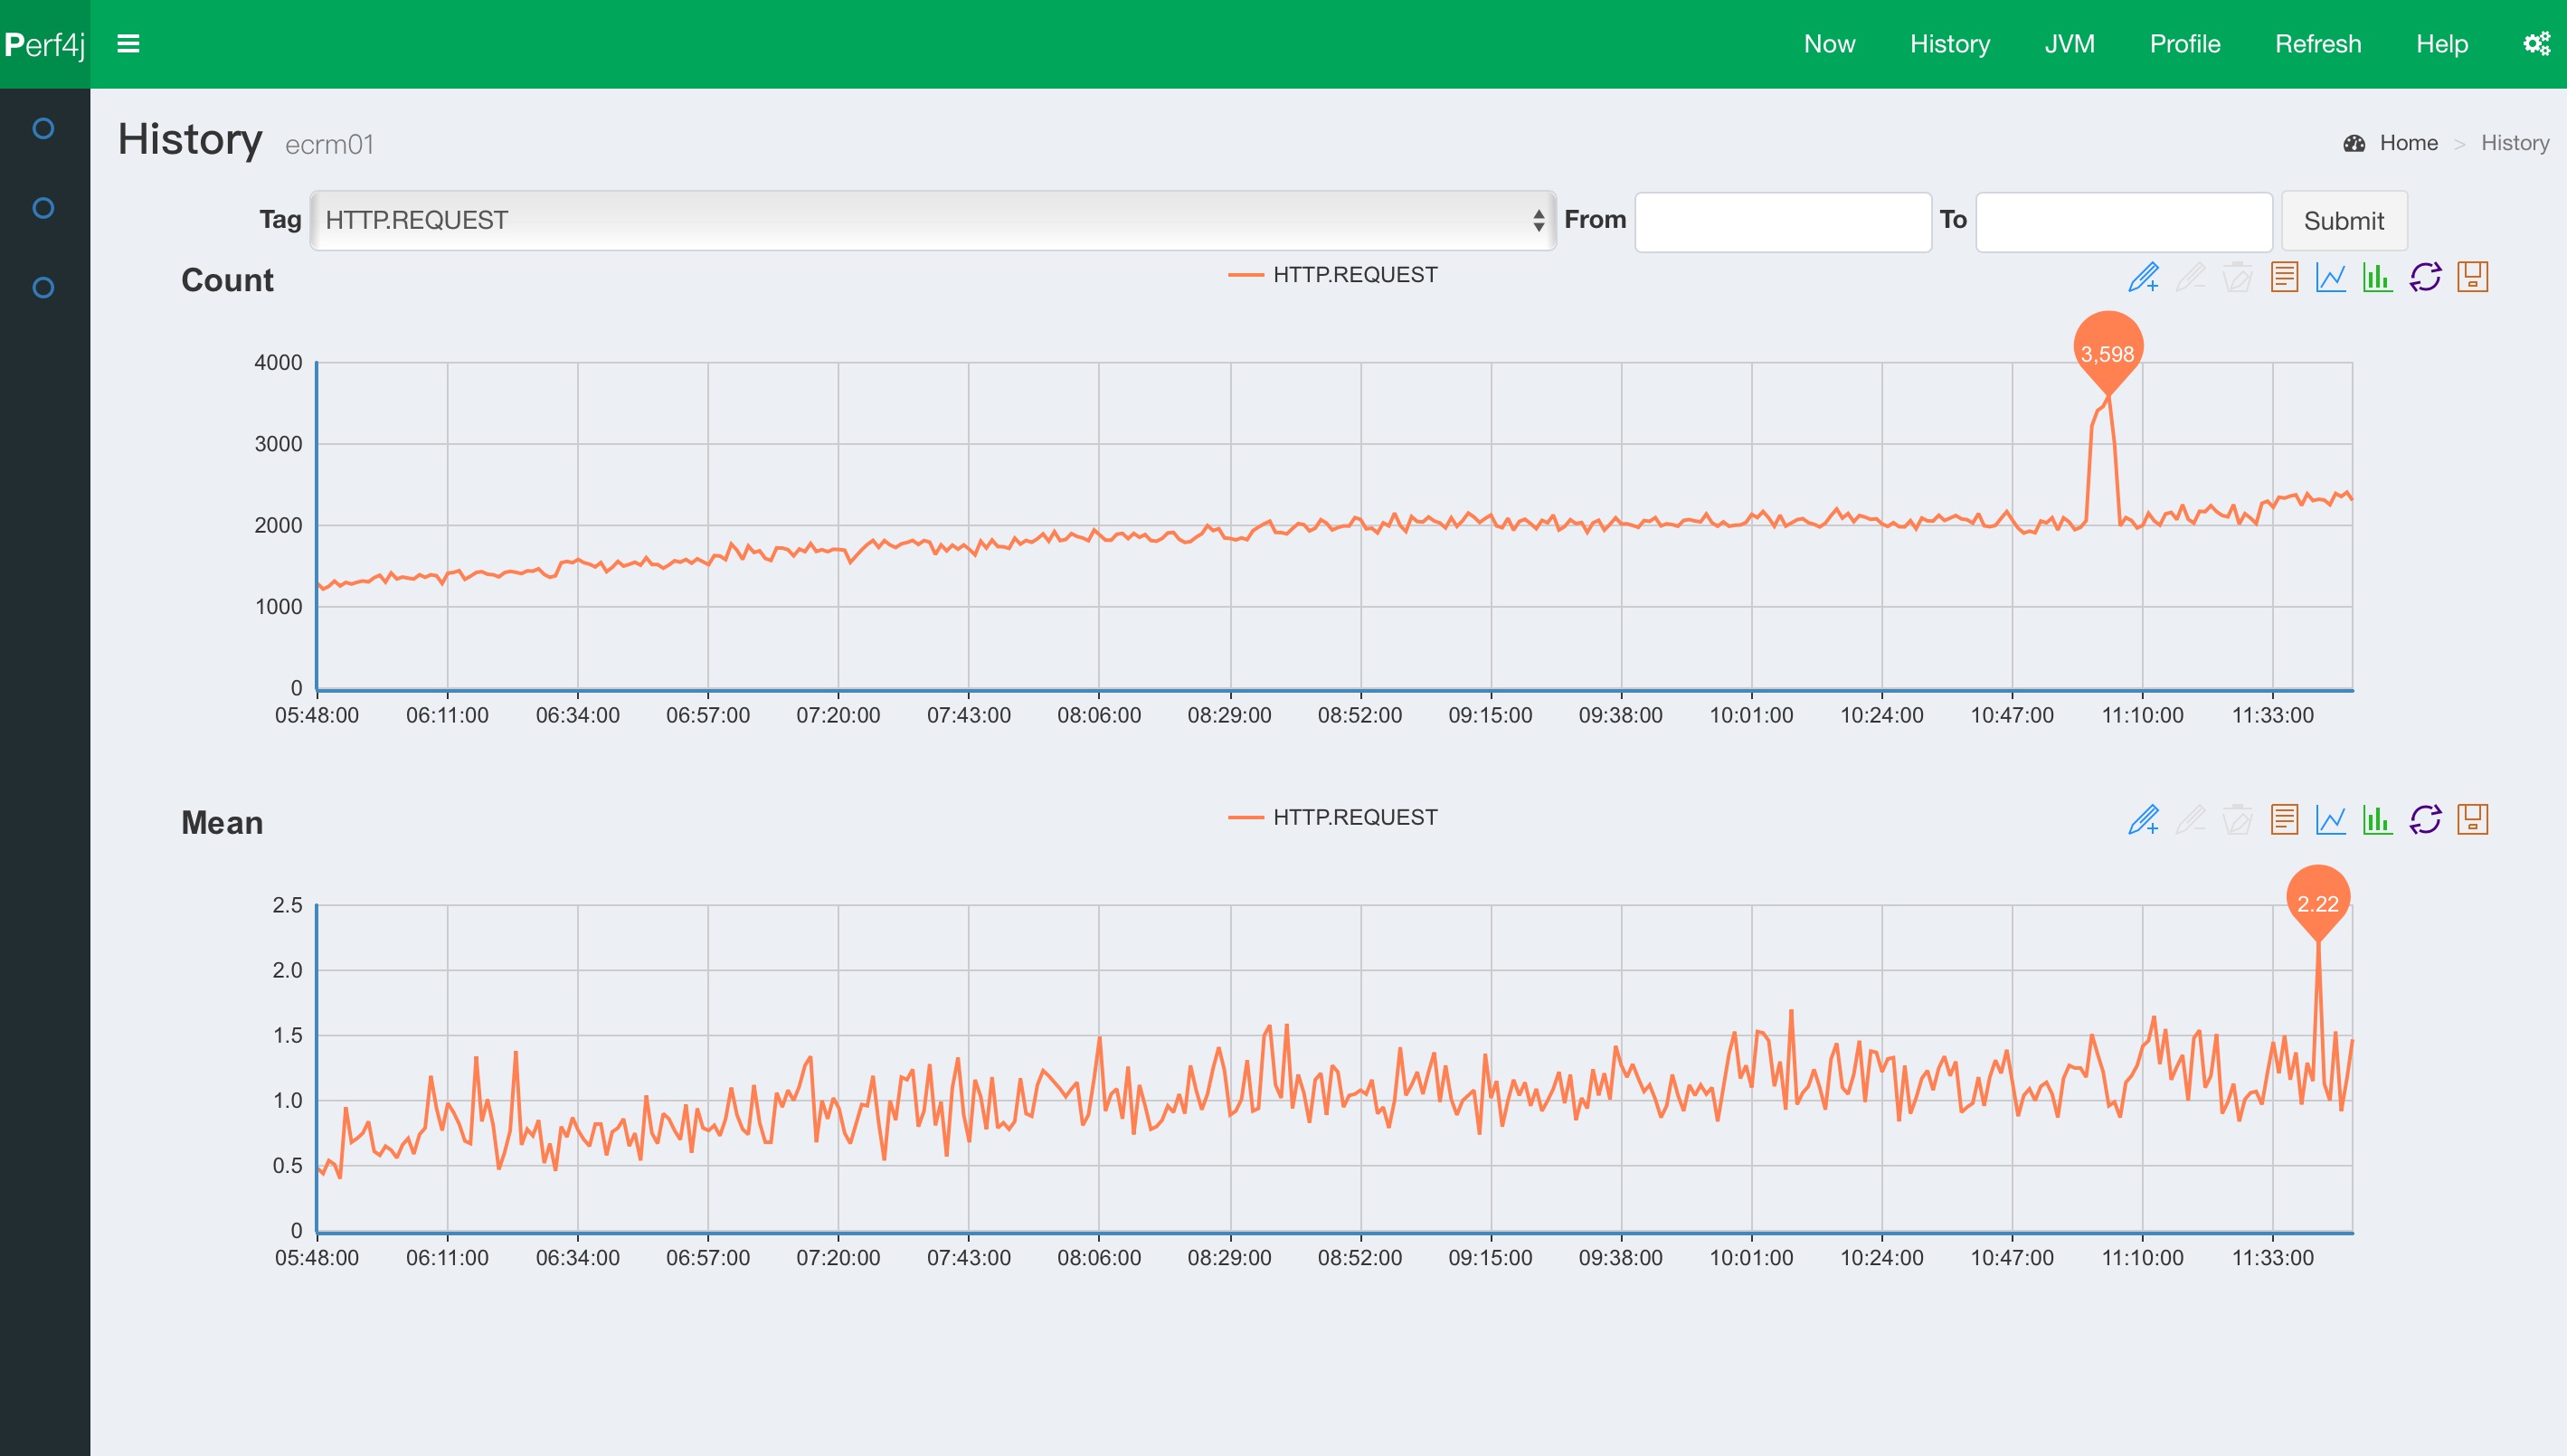 Perf4j Now History JVM Profile Refresh Help
History ecrm01 Home > History
Tag HTTP.REQUEST From To Submit
Count HTTP.REQUEST
3,598
4000
3000
2000
1000
0
05:48:00 06:11:00 06:34:00 06:57:00 07:20:00 07:43:00 08:06:00 08:29:00 08:52:00 09:15:00 09:38:00 10:01:00 10:24:00 10:47:00 11:10:00 11:33:00
Mean HTTP.REQUEST
2.22
2.5
2.0
1.5
1.0
0.5
0
05:48:00 06:11:00 06:34:00 06:57:00 07:20:00 07:43:00 08:06:00 08:29:00 08:52:00 09:15:00 09:38:00 10:01:00 10:24:00 10:47:00 11:10:00 11:33:00